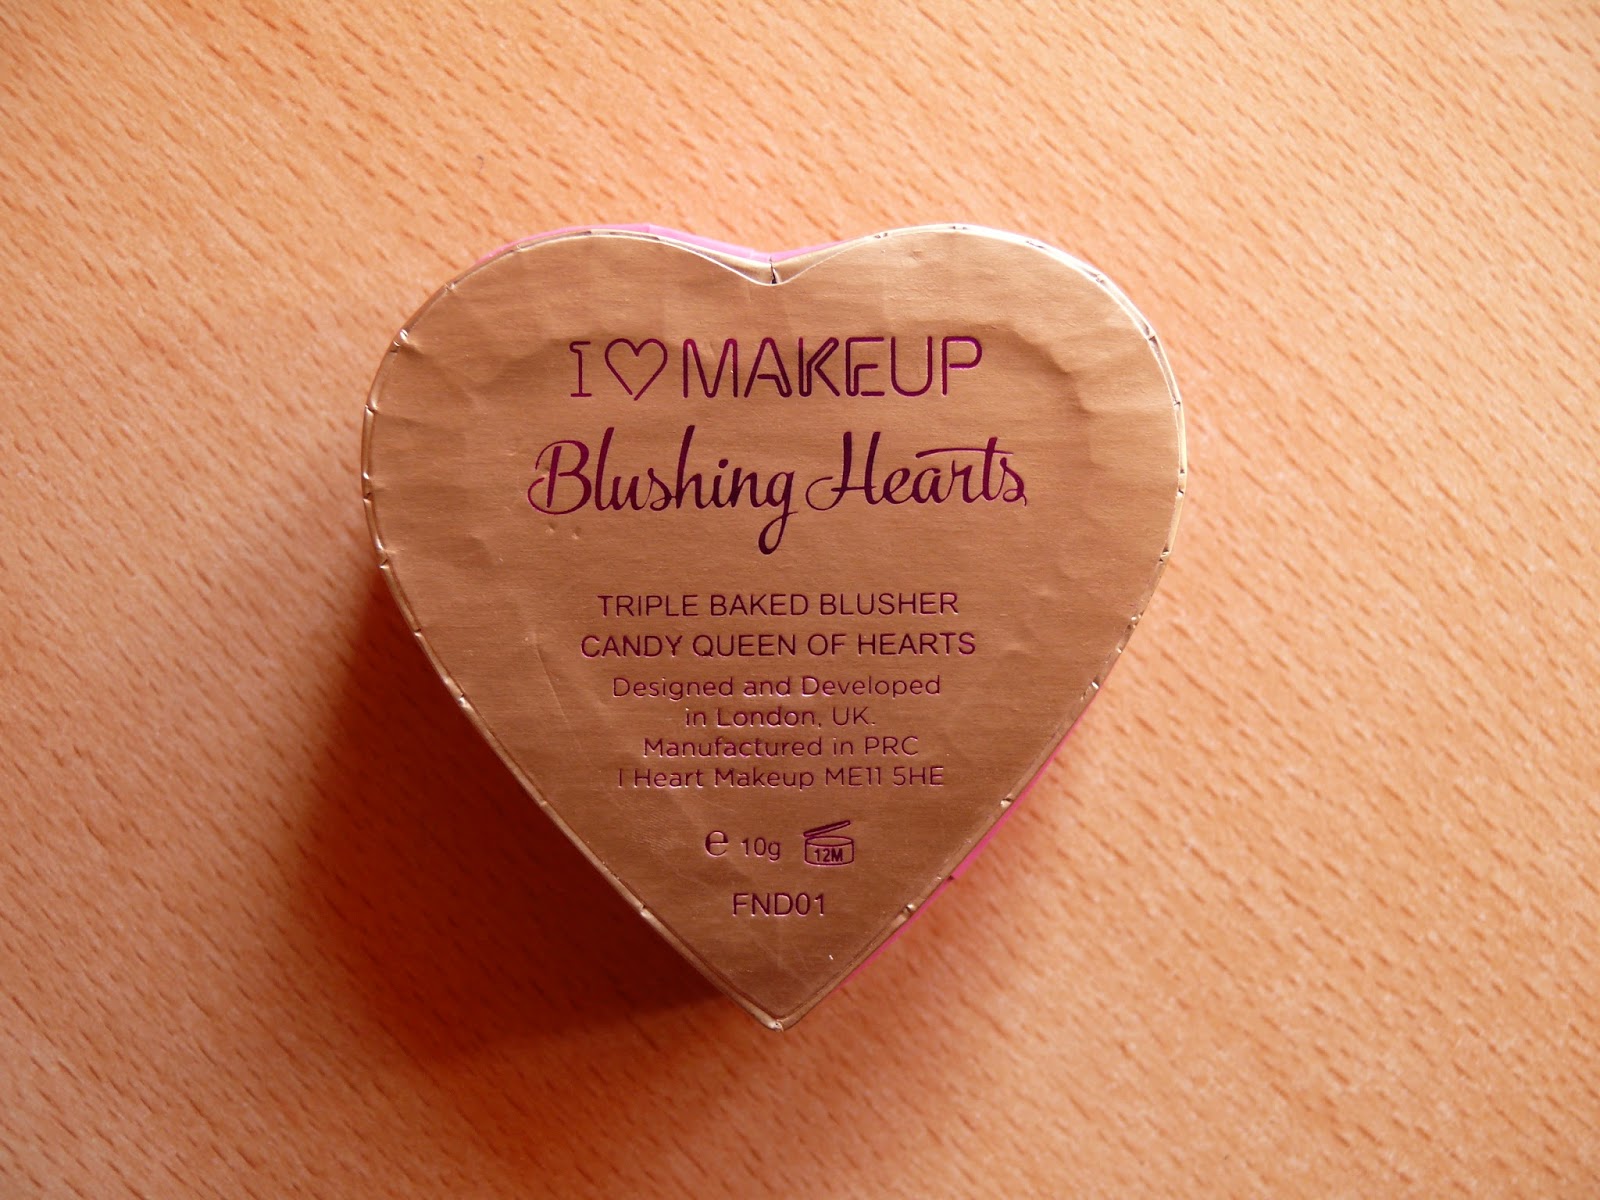 I ♡ MAKEUP
Blushing Hearts
TRIPLE BAKED BLUSHER
CANDY QUEEN OF HEARTS
Designed and Developed
in London, UK.
Manufactured in PRC
I Heart Makeup ME11 5HE
e 10g 12M
FND01